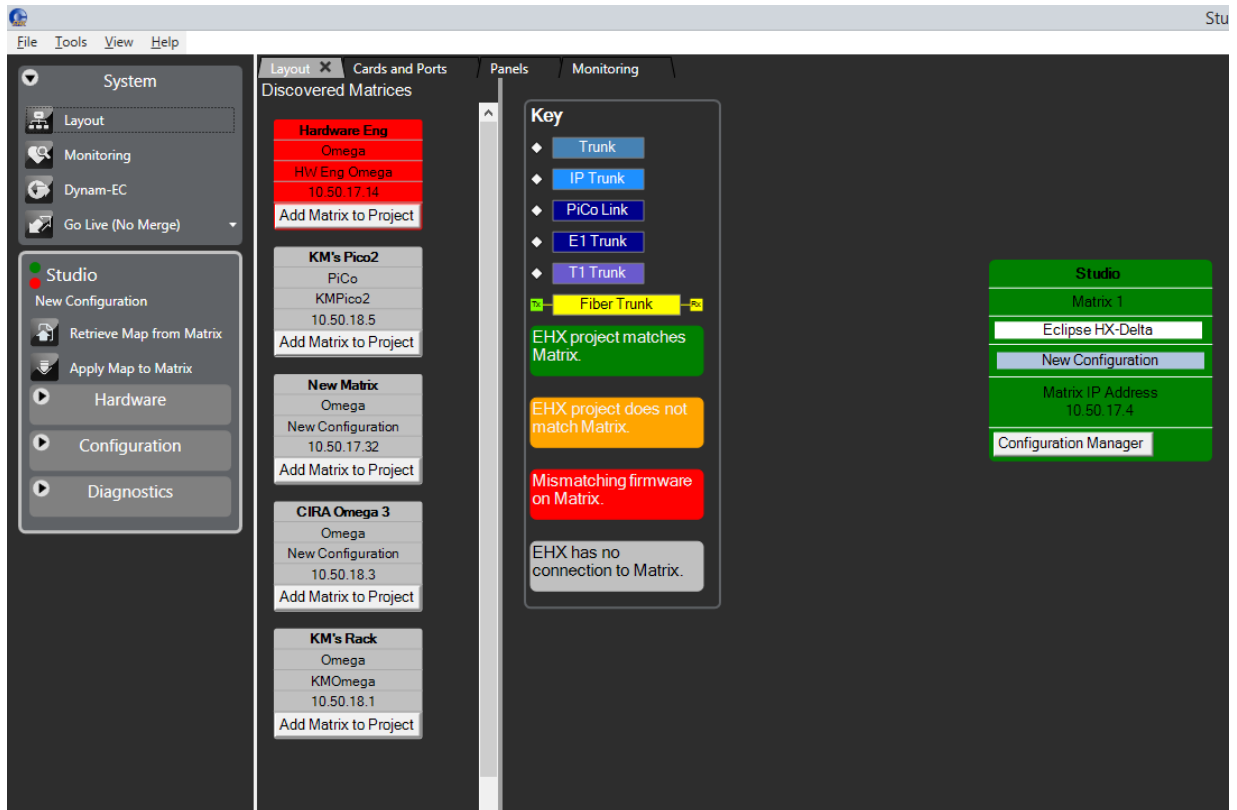 Stu
File Tools View Help
System
Layout
Monitoring
Dynam-EC
Go Live (No Merge)
Studio
New Configuration
Retrieve Map from Matrix
Apply Map to Matrix
Hardware
Configuration
Diagnostics
Layout Cards and Ports Panels Monitoring
Discovered Matrices
Hardware Eng
Omega
HW Eng Omega
10.50.17.14
Add Matrix to Project
KM's Pico2
PiCo
KMPico2
10.50.18.5
Add Matrix to Project
New Matrix
Omega
New Configuration
10.50.17.32
Add Matrix to Project
CIRA Omega 3
Omega
New Configuration
10.50.18.3
Add Matrix to Project
KM's Rack
Omega
KMOmega
10.50.18.1
Add Matrix to Project
Key
Trunk
IP Trunk
PiCo Link
E1 Trunk
T1 Trunk
Tx Fiber Trunk Rx
EHX project matches
Matrix.
EHX project does not
match Matrix.
Mismatching firmware
on Matrix.
EHX has no
connection to Matrix.
Studio
Matrix 1
Eclipse HX-Delta
New Configuration
Matrix IP Address
10.50.17.4
Configuration Manager